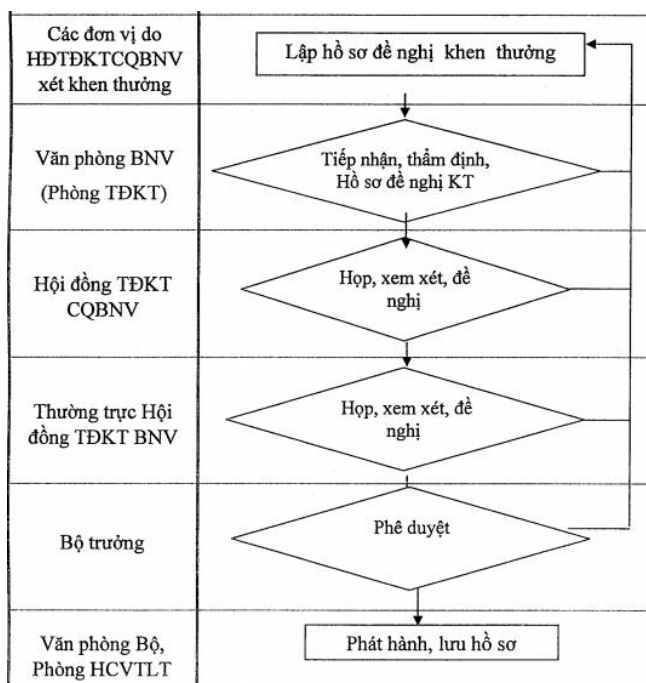 Các đơn vị do
HĐTĐKTCQBNV
xét khen thưởng
Lập hồ sơ đề nghị khen thưởng
Văn phòng BNV
(Phòng TĐKT)
Tiếp nhận, thẩm định,
Hồ sơ đề nghị KT
Hội đồng TĐKT
CQBNV
Họp, xem xét, đề
nghị
Thường trực Hội
đồng TĐKT BNV
Họp, xem xét, đề
nghị
Bộ trưởng
Phê duyệt
Văn phòng Bộ,
Phòng HCVTLT
Phát hành, lưu hồ sơ